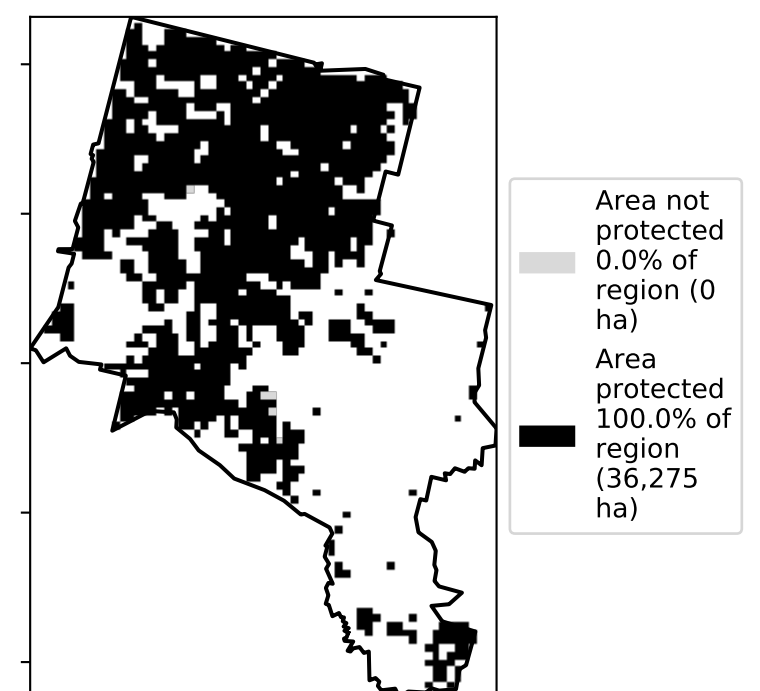 Area not
protected
0.0% of
region (0
ha)
Area
protected
100.0% of
region
(36,275
ha)